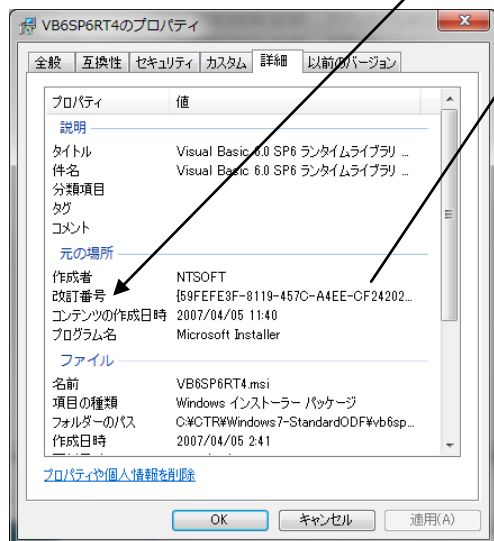 VB6SP6RT4のプロパティ
全般 互換性 セキュリティ カスタム 詳細 以前のバージョン
プロパティ 値
説明
タイトル Visual Basic 6.0 SP6 ランタイムライブラリ ...
件名 Visual Basic 6.0 SP6 ランタイムライブラリ ...
分類項目
タグ
コメント
元の場所
作成者 NTSOFT
改訂番号 {59FEFE3F-8119-457C-A4EE-CF24202...
コンテンツの作成日時 2007/04/05 11:40
プログラム名 Microsoft Installer
ファイル
名前 VB6SP6RT4.msi
項目の種類 Windows インストーラー パッケージ
フォルダーのパス C:¥CTR¥Windows7-StandardODF¥vb6sp...
作成日時 2007/04/05 2:41
プロパティや個人情報を削除
OK キャンセル 適用(A)